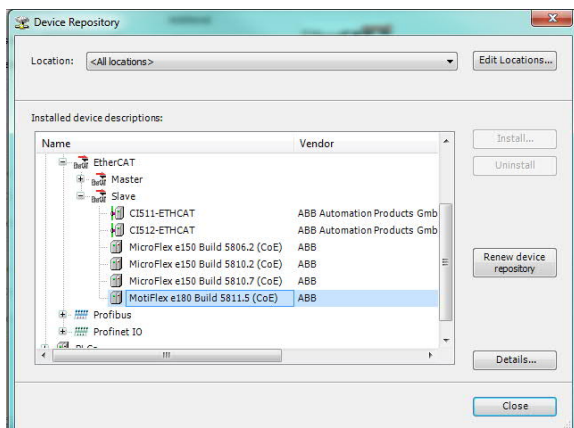 Device Repository
Location: <All locations> Edit Locations...
Installed device descriptions:
Name Vendor
Install...
Uninstall
EtherCAT
Master
Slave
CI511-ETHCAT ABB Automation Products Gmb
CI512-ETHCAT ABB Automation Products Gmb
MicroFlex e150 Build 5806.2 (CoE) ABB
MicroFlex e150 Build 5810.2 (CoE) ABB
MicroFlex e150 Build 5810.7 (CoE) ABB
MotiFlex e180 Build 5811.5 (CoE) ABB
Renew device
repository
Profibus
Profinet IO
Details...
Close